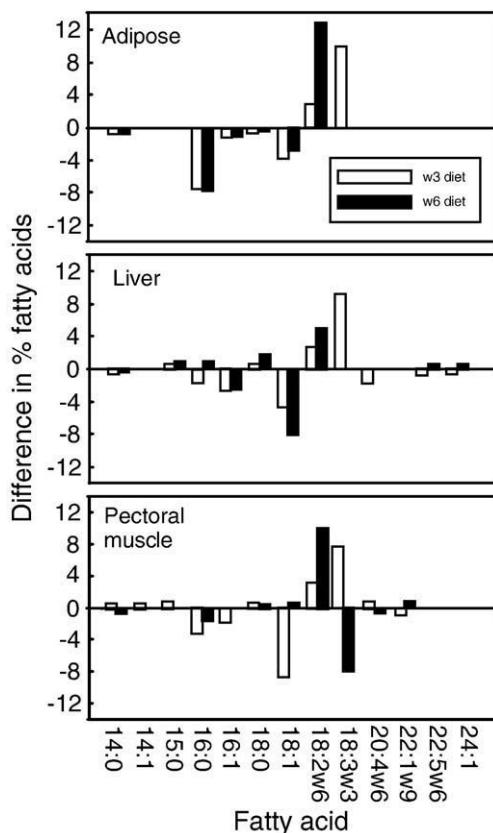 Difference in % fatty acids
Adipose
12
8
4
0
-4
-8
-12
w3 diet
w6 diet
Liver
12
8
4
0
-4
-8
-12
Pectoral
muscle
12
8
4
0
-4
-8
-12
14:0
14:1
15:0
16:0
16:1
18:0
18:1
18:2w6
18:3w3
20:4w6
22:1w9
22:5w6
24:1
Fatty acid